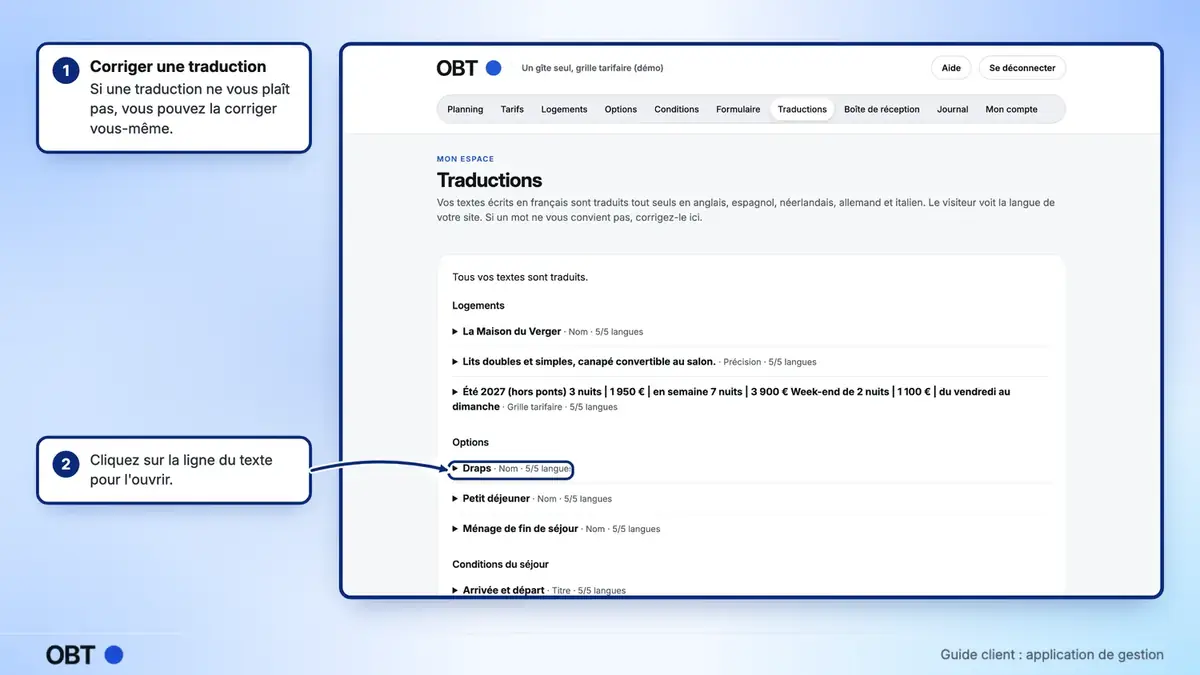 1
Corriger une traduction
Si une traduction ne vous plaît
pas, vous pouvez la corriger
vous-même.
2
Cliquez sur la ligne du texte
pour l'ouvrir.
OBT
Un gîte seul, grille tarifaire (démo)
Aide
Se déconnecter
Planning
Tarifs
Logements
Options
Conditions
Formulaire
Traductions
Boîte de réception
Journal
Mon compte
MON ESPACE
Traductions
Vos textes écrits en français sont traduits tout seuls en anglais, espagnol, néerlandais, allemand et italien. Le visiteur voit la langue de
votre site. Si un mot ne vous convient pas, corrigez-le ici.
Tous vos textes sont traduits.
Logements
La Maison du Verger · Nom · 5/5 langues
Lits doubles et simples, canapé convertible au salon. · Précision · 5/5 langues
Été 2027 (hors ponts) 3 nuits | 1 950 € | en semaine 7 nuits | 3 900 € Week-end de 2 nuits | 1 100 € | du vendredi au
dimanche · Grille tarifaire · 5/5 langues
Options
Draps · Nom · 5/5 langues
Petit déjeuner · Nom · 5/5 langues
Ménage de fin de séjour · Nom · 5/5 langues
Conditions du séjour
Arrivée et départ · Titre · 5/5 langues
OBT
Guide client : application de gestion